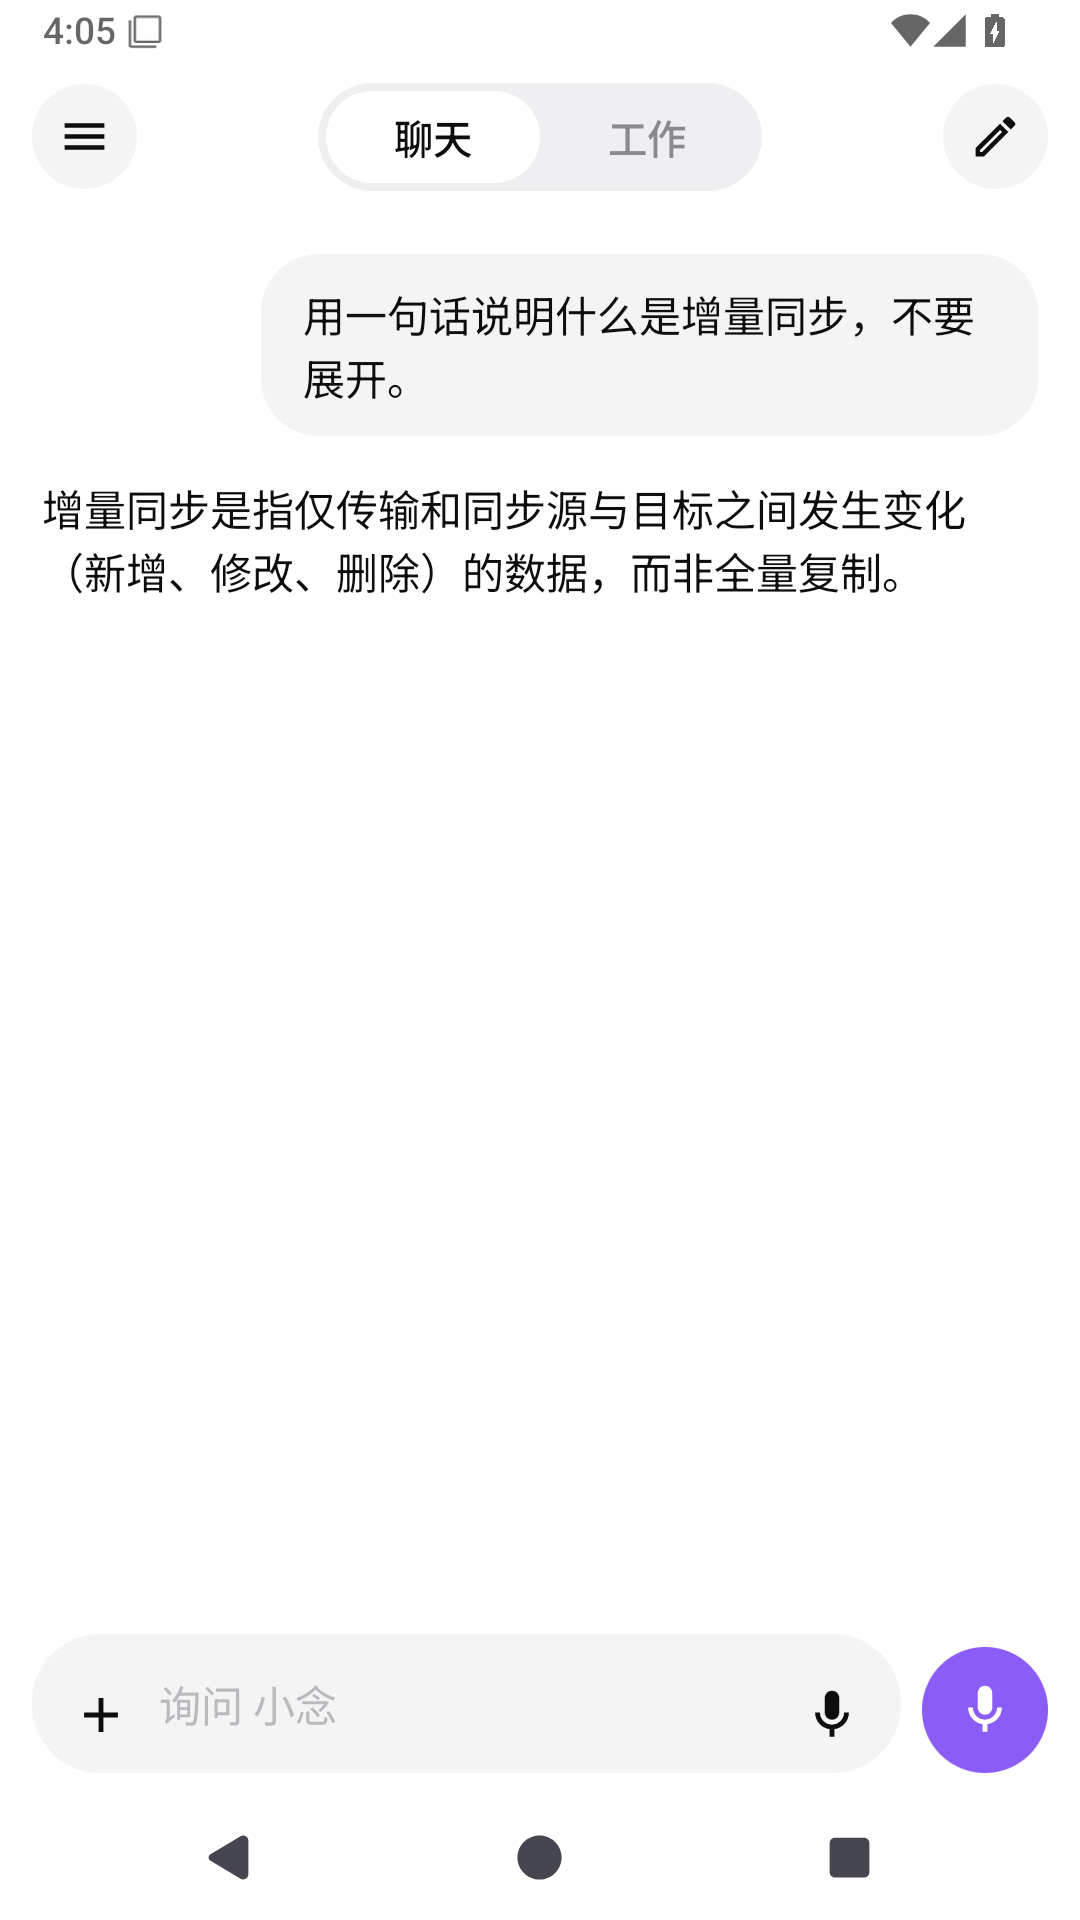 4:05
聊天
工作
用一句话说明什么是增量同步，不要
展开。
增量同步是指仅传输和同步源与目标之间发生变化
（新增、修改、删除）的数据，而非全量复制。
询问 小念